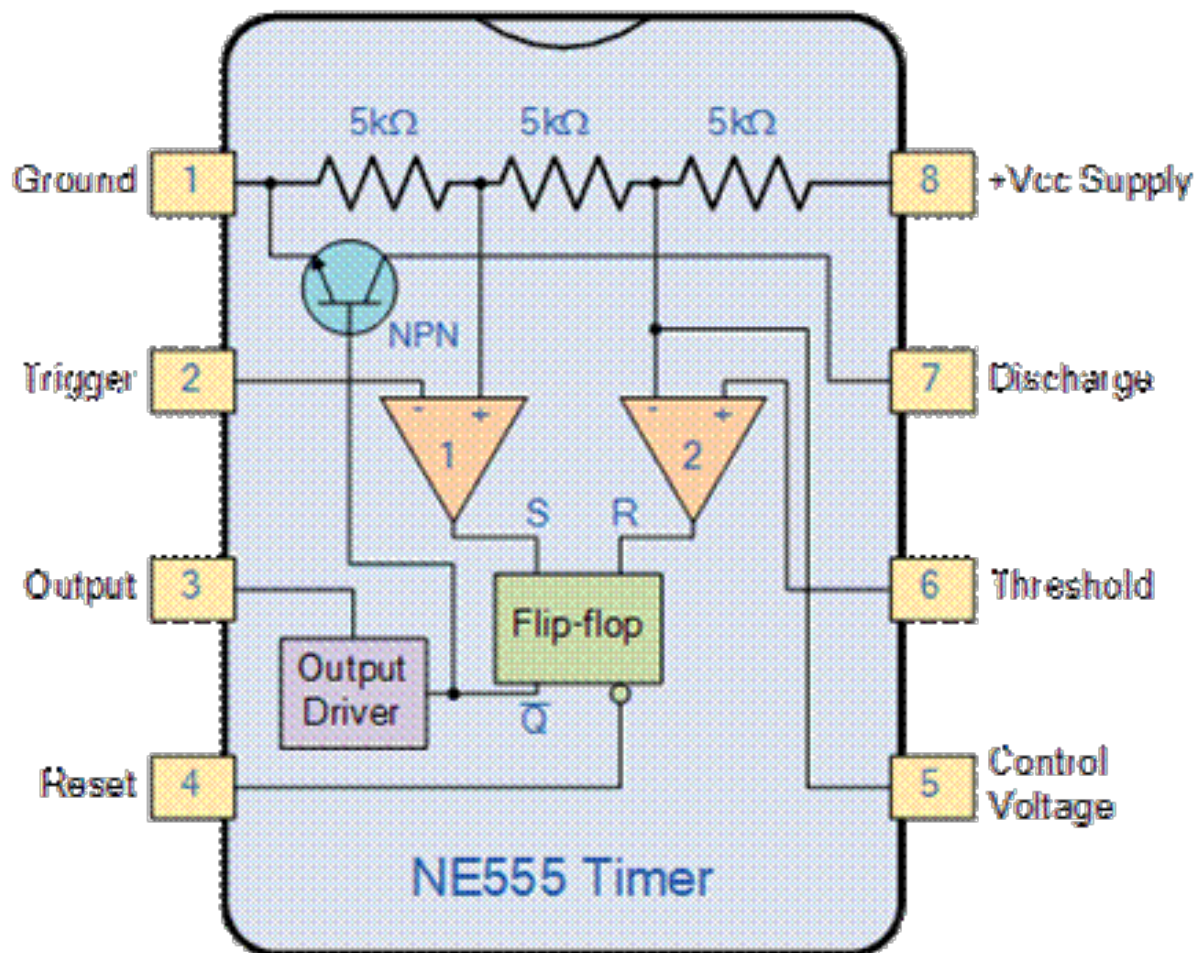 5kΩ 5kΩ 5kΩ
Ground 1 8 +Vcc Supply
NPN
Trigger 2 7 Discharge
- + - +
1 2
S R
Output 3 6 Threshold
Flip-flop
Output
Driver
Q̅
Reset 4 5 Control
Voltage
NE555 Timer